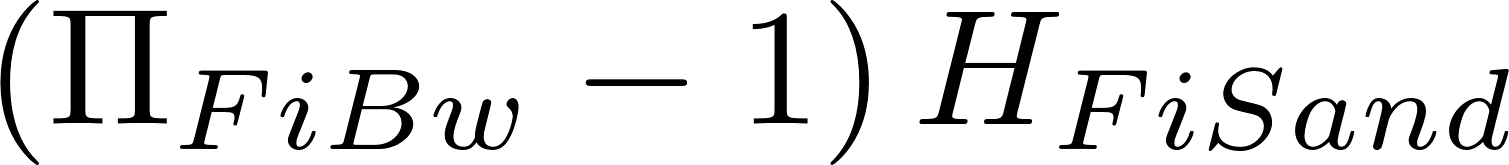 (Π_{FiBw} − 1) H_{FiSand}